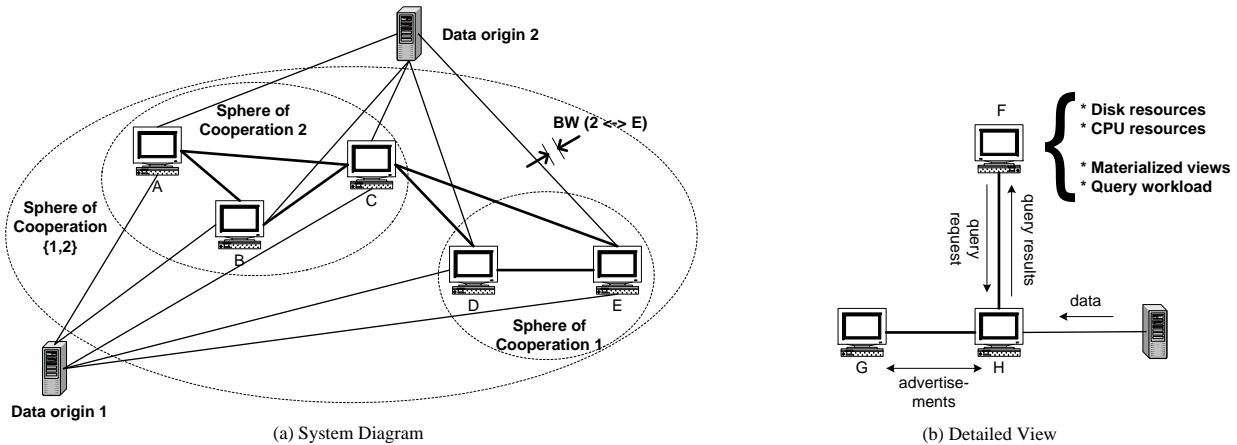 Data origin 2
Sphere of
Cooperation 2
BW (2 <-> E)
A
C
B
Sphere of
Cooperation
{1,2}
D
E
Sphere of
Cooperation 1
Data origin 1
(a) System Diagram
F
* Disk resources
* CPU resources
* Materialized views
* Query workload
query
request
query results
data
G
H
advertise-
ments
(b) Detailed View